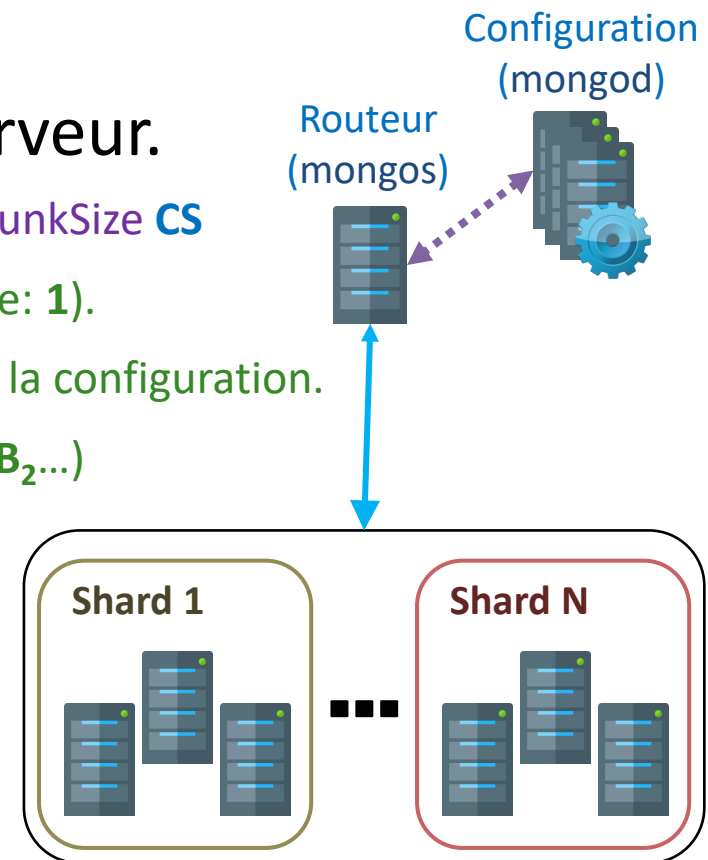 Configuration
(mongod)
Routeur
(mongos)
rveur.
unkSize CS
e: 1).
la configuration.
B₂...)
Shard 1
Shard N